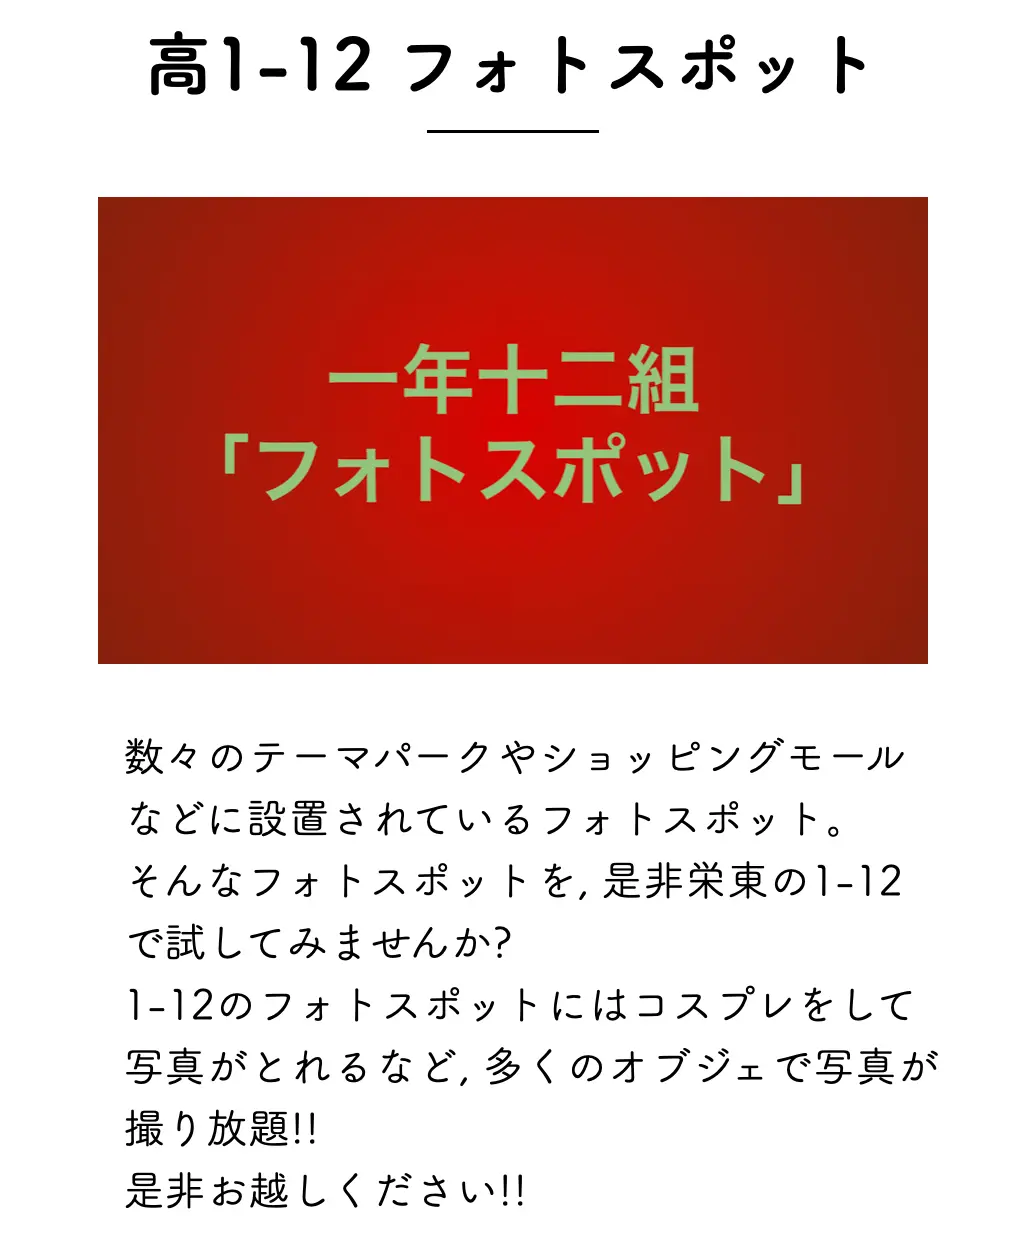 高1-12 フォトスポット
一年十二組
「フォトスポット」
数々のテーマパークやショッピングモール
などに設置されているフォトスポット。
そんなフォトスポットを, 是非栄東の1-12
で試してみませんか?
1-12のフォトスポットにはコスプレをして
写真がとれるなど, 多くのオブジェで写真が
撮り放題!!
是非お越しください!!